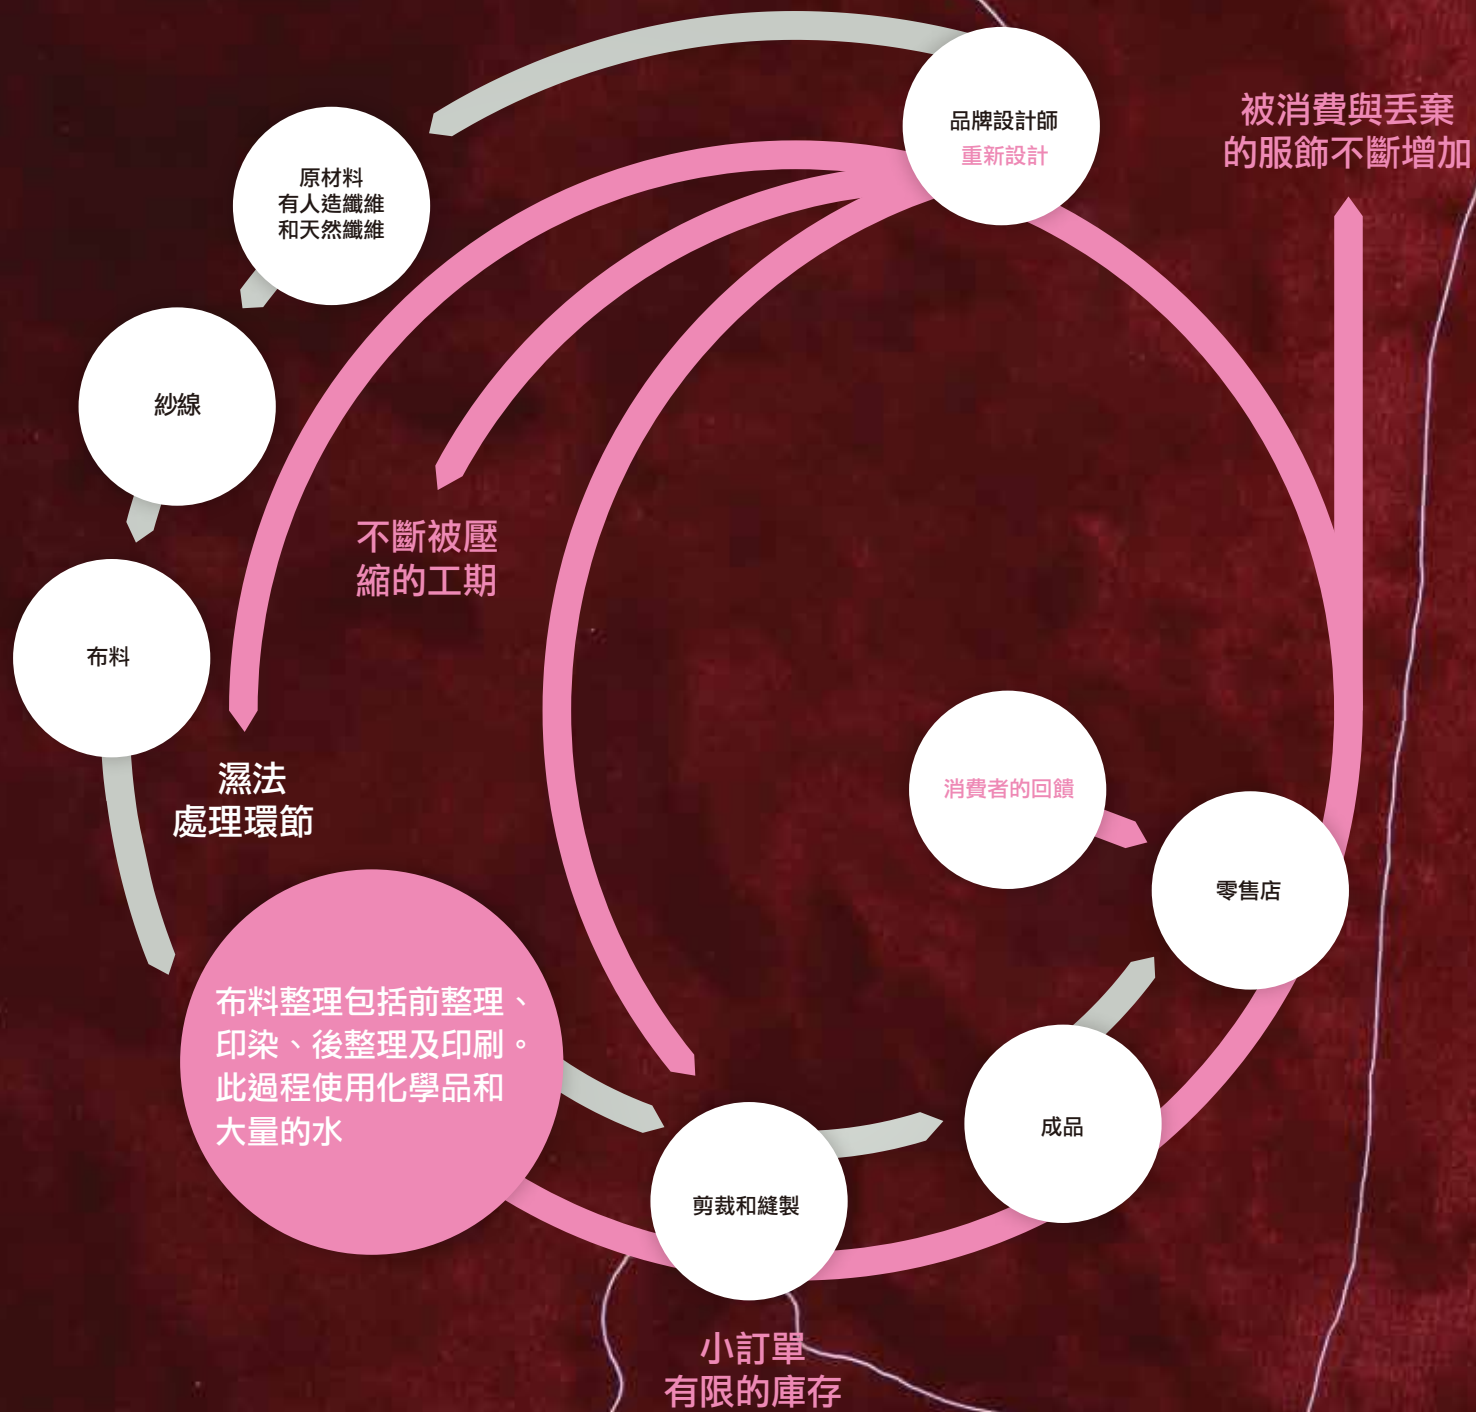 品牌設計師
重新設計
被消費與丟棄
的服飾不斷增加
原材料
有人造纖維
和天然纖維
紗線
不斷被壓
縮的工期
布料
濕法
處理環節
消費者的回饋
零售店
布料整理包括前整理、
印染、後整理及印刷。
此過程使用化學品和
大量的水
成品
剪裁和縫製
小訂單
有限的庫存